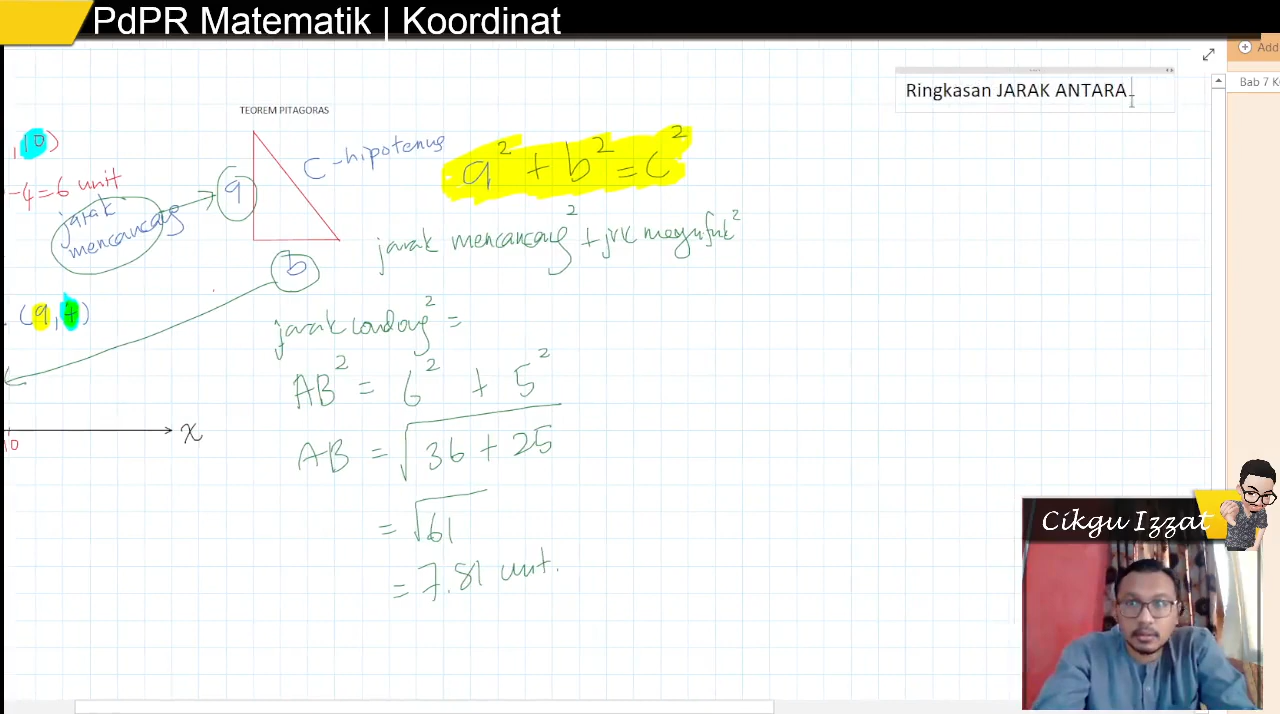 PdPR Matematik | Koordinat
Add
Bab 7 K
Ringkasan JARAK ANTARA
TEOREM PITAGORAS
,10)
-4=6 unit
jarak
mencancang
a
c-hipotenus
a² + b² = c²
jarak mencancang² + jrk mengufuk²
b
(9,4)
jarak condong² =
AB² = 6² + 5²
AB = √36 + 25
= √61
= 7.81 unit.
x
10
Cikgu Izzat